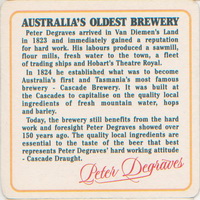 AUSTRALIA'S OLDEST BREWERY
Peter Degraves arrived in Van Diemen's Land
in 1822 and immediately gained a reputation
for hard work. His labours produced a sawmill,
flour mills, fresh water to the town, a fleet
of trading ships and Hobart's Theatre Royal.
In 1824 he established what was to become
Australia's first and Tasmania's most famous
brewery - Cascade Brewery. It was built at
the Cascades to capitalise on the quality local
ingredients of fresh mountain water, hops
and barley.
Today, the brewery still benefits from the hard
work and foresight Peter Degraves showed over
150 years ago. The quality local ingredients are
essential to the taste of the beer that best
represents Peter Degraves' hard working attitude
- Cascade Draught.
Peter Degraves